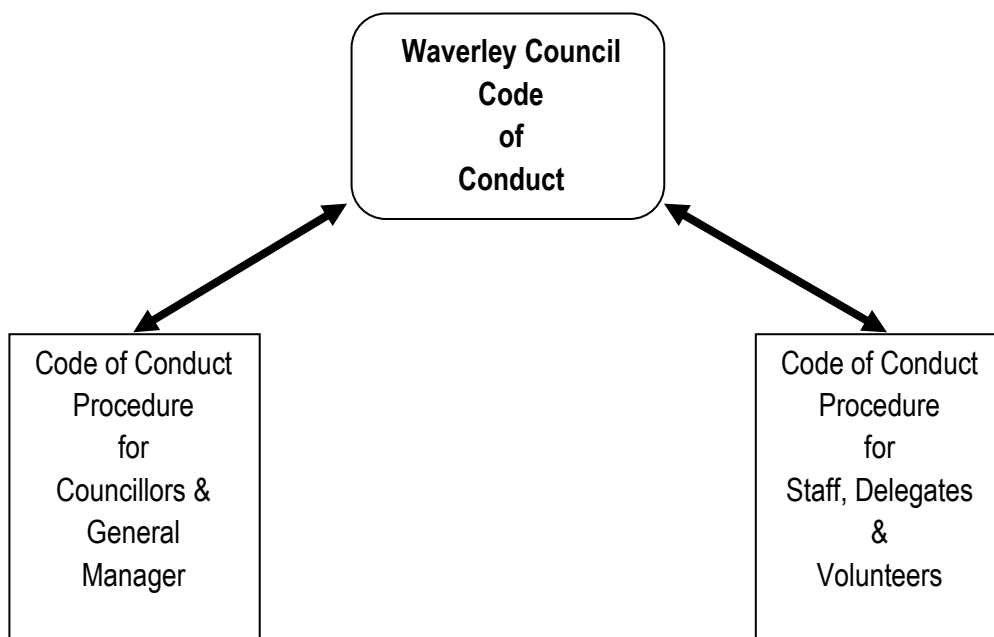 Waverley Council
Code
of
Conduct
Code of Conduct
Procedure
for
Councillors &
General
Manager
Code of Conduct
Procedure
for
Staff, Delegates
&
Volunteers